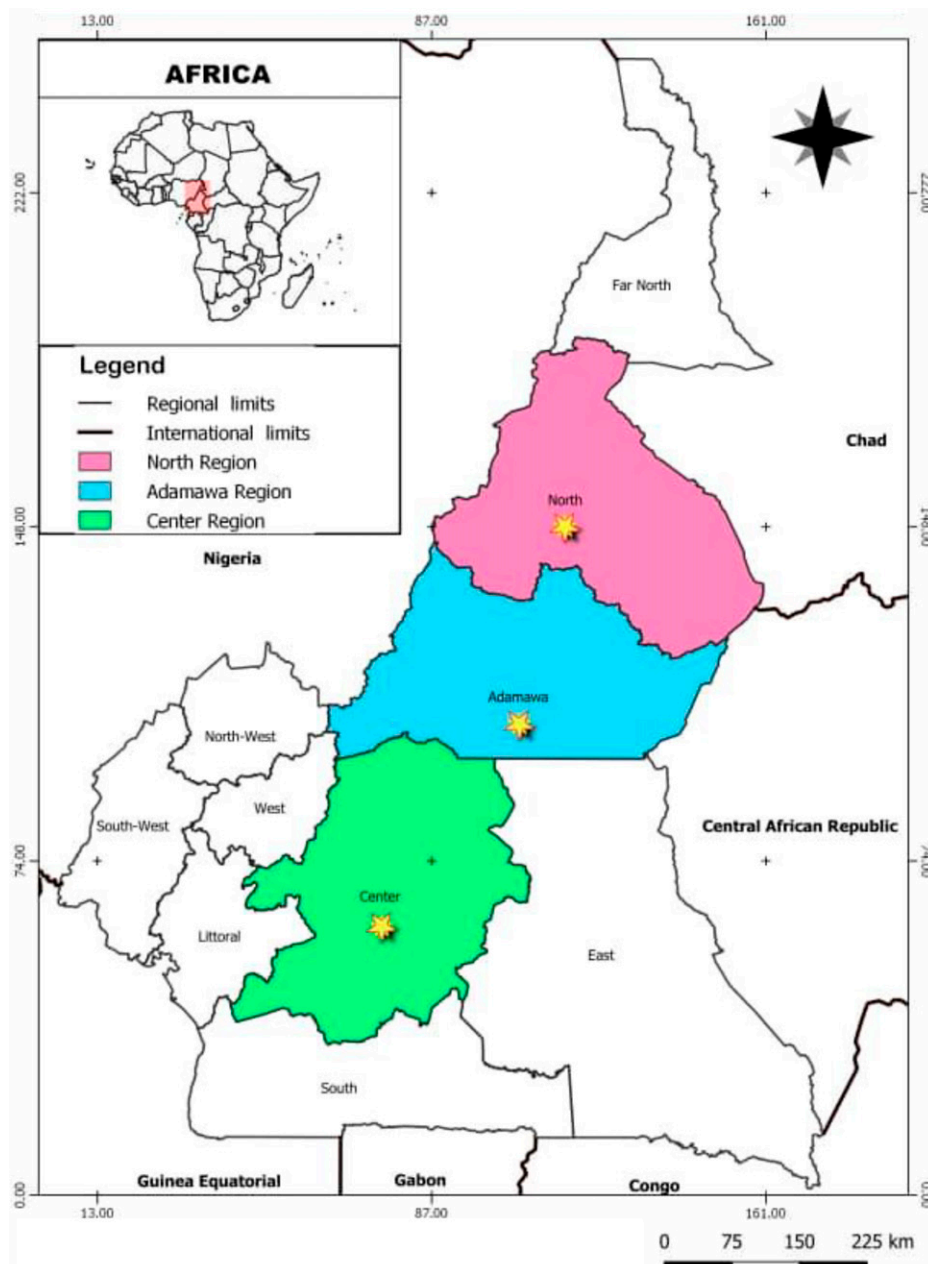 13.00 87.00 161.00
AFRICA
222.00 222.00
Far North
Legend
Regional limits
International limits
North Region
Adamawa Region
Center Region
Chad
North
148.00 148.00
Nigeria
Adamawa
North-West
West
South-West
Central African Republic
74.00 74.00
Center
Littoral
East
South
Guinea Equatorial
Gabon
Congo
0.00 0.00
13.00 87.00 161.00
0 75 150 225 km